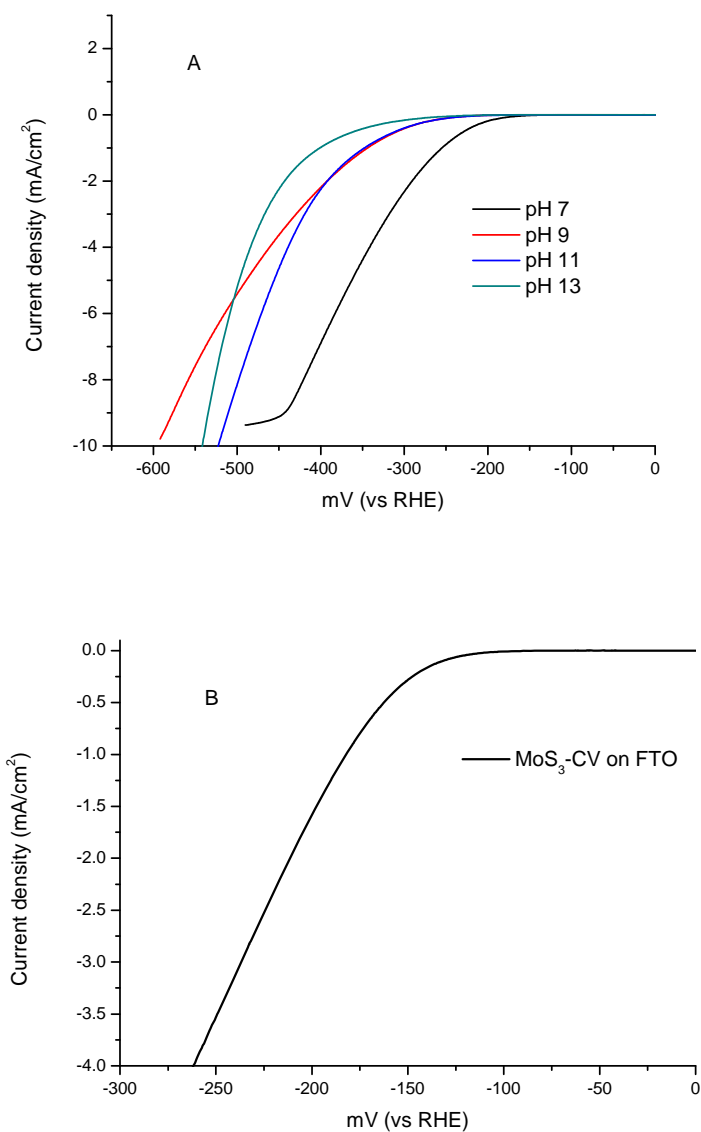 A
2
0
-2
-4
-6
-8
-10
Current density (mA/cm²)
pH 7
pH 9
pH 11
pH 13
-600 -500 -400 -300 -200 -100 0
mV (vs RHE)
B
0.0
-0.5
-1.0
-1.5
-2.0
-2.5
-3.0
-3.5
-4.0
Current density (mA/cm²)
MoS₃-CV on FTO
-300 -250 -200 -150 -100 -50 0
mV (vs RHE)